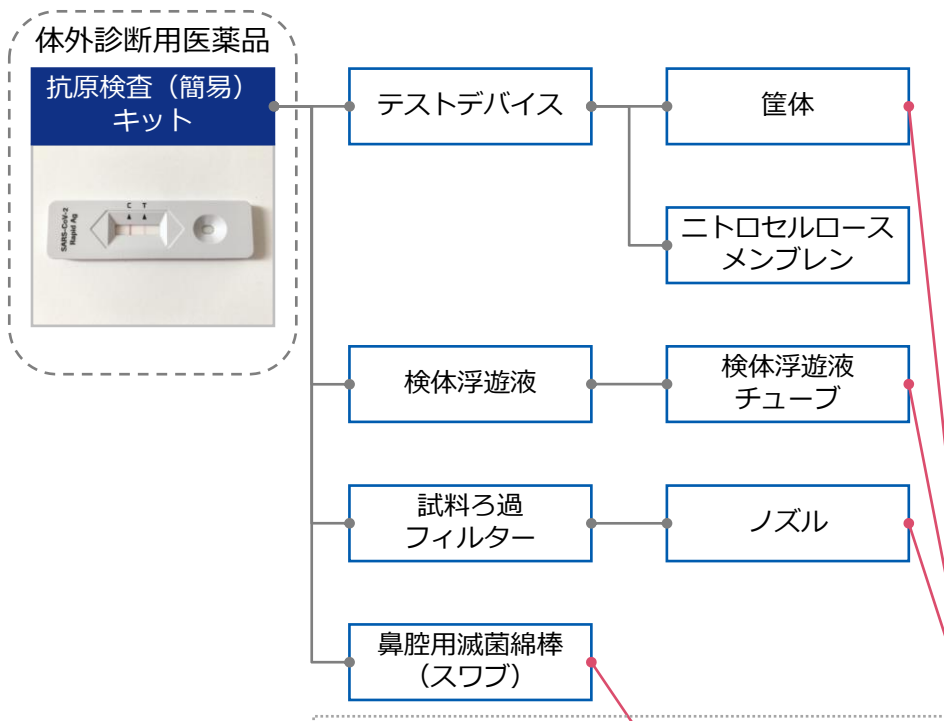 体外診断用医薬品
抗原検査（簡易）
キット
C T
SARS-CoV-2
Rapid Ag
テストデバイス
筐体
ニトロセルロース
メンブレン
検体浮遊液
検体浮遊液
チューブ
試料ろ過
フィルター
ノズル
鼻腔用滅菌綿棒
（スワブ）